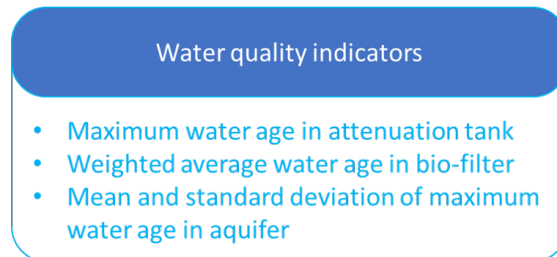 Water quality indicators
• Maximum water age in attenuation tank
• Weighted average water age in bio-filter
• Mean and standard deviation of maximum
water age in aquifer